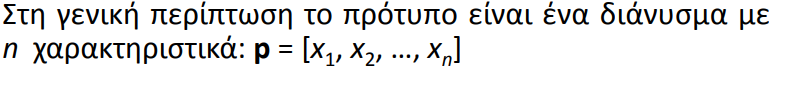 Στη γενική περίπτωση το πρότυπο είναι ένα διάνυσμα με
n χαρακτηριστικά: p = [x₁, x₂, …, xₙ]